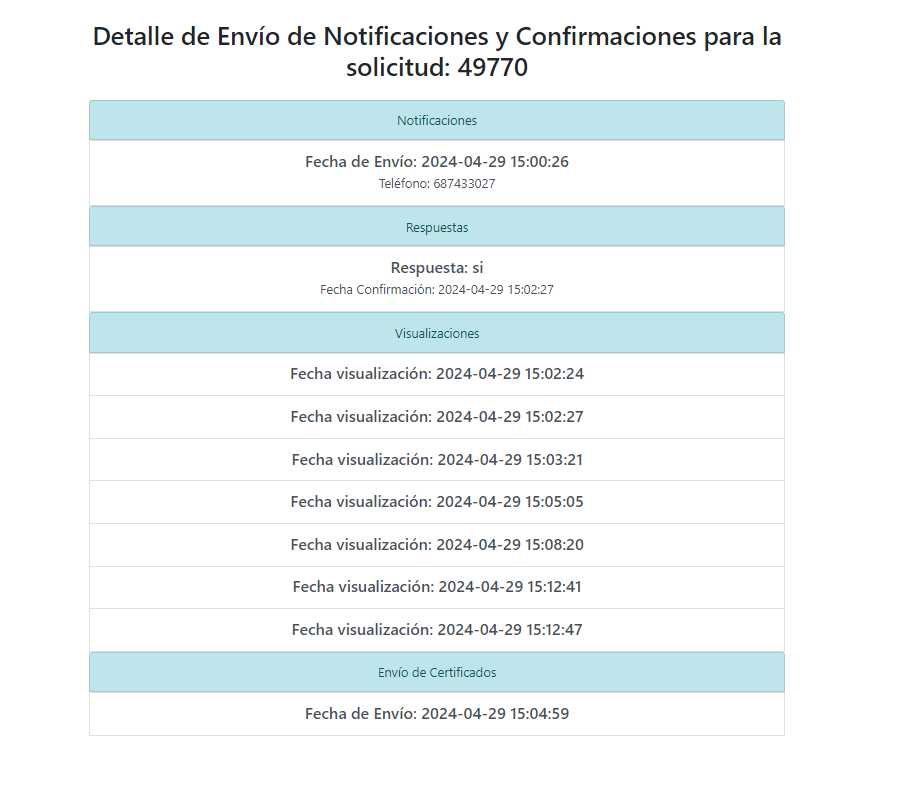 Detalle de Envío de Notificaciones y Confirmaciones para la
solicitud: 49770
Notificaciones
Fecha de Envío: 2024-04-29 15:00:26
Teléfono: 687433027
Respuestas
Respuesta: si
Fecha Confirmación: 2024-04-29 15:02:27
Visualizaciones
Fecha visualización: 2024-04-29 15:02:24
Fecha visualización: 2024-04-29 15:02:27
Fecha visualización: 2024-04-29 15:03:21
Fecha visualización: 2024-04-29 15:05:05
Fecha visualización: 2024-04-29 15:08:20
Fecha visualización: 2024-04-29 15:12:41
Fecha visualización: 2024-04-29 15:12:47
Envío de Certificados
Fecha de Envío: 2024-04-29 15:04:59